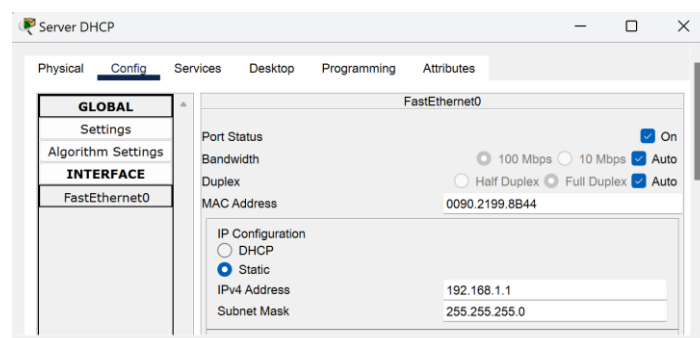 Server DHCP
Physical Config Services Desktop Programming Attributes
GLOBAL
Settings
Algorithm Settings
INTERFACE
FastEthernet0
FastEthernet0
Port Status On
Bandwidth 100 Mbps 10 Mbps Auto
Duplex Half Duplex Full Duplex Auto
MAC Address 0090.2199.8B44
IP Configuration
DHCP
Static
IPv4 Address 192.168.1.1
Subnet Mask 255.255.255.0